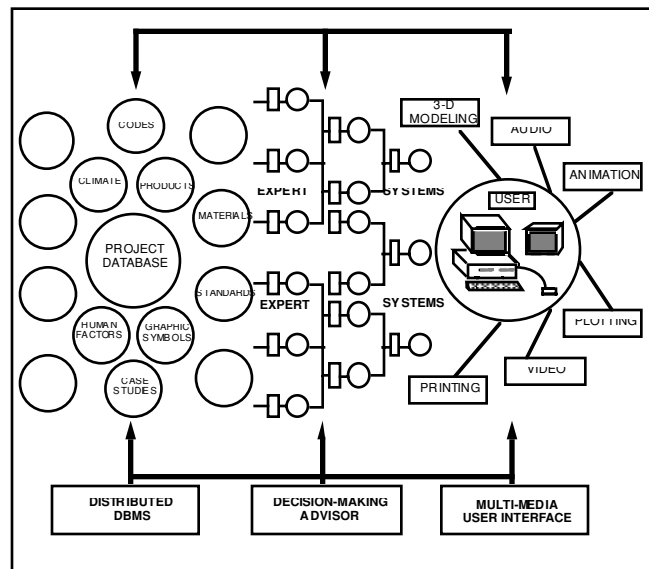 CODES
CLIMATE
PRODUCTS
MATERIALS
PROJECT
DATABASE
STANDARDS
HUMAN
FACTORS
GRAPHIC
SYMBOLS
CASE
STUDIES
EXPERT SYSTEMS
EXPERT SYSTEMS
3-D
MODELING
AUDIO
ANIMATION
USER
PLOTTING
VIDEO
PRINTING
DISTRIBUTED
DBMS
DECISION-MAKING
ADVISOR
MULTI-MEDIA
USER INTERFACE